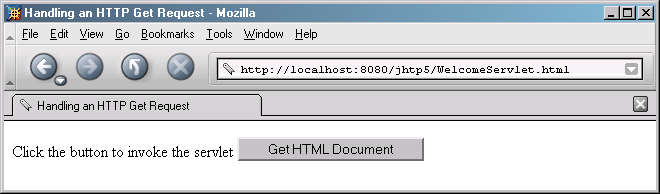 Handling an HTTP Get Request - Mozilla
File Edit View Go Bookmarks Tools Window Help
http://localhost:8080/jhtp5/WelcomeServlet.html
Handling an HTTP Get Request
Click the button to invoke the servlet Get HTML Document